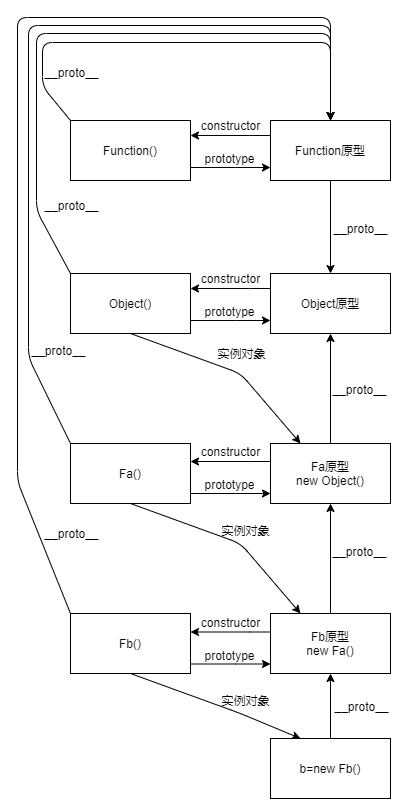 __proto__
constructor
Function()
prototype
Function原型
__proto__
__proto__
constructor
Object()
prototype
Object原型
实例对象
__proto__
__proto__
constructor
Fa()
prototype
Fa原型
new Object()
实例对象
__proto__
__proto__
constructor
Fb()
prototype
Fb原型
new Fa()
实例对象
__proto__
b=new Fb()